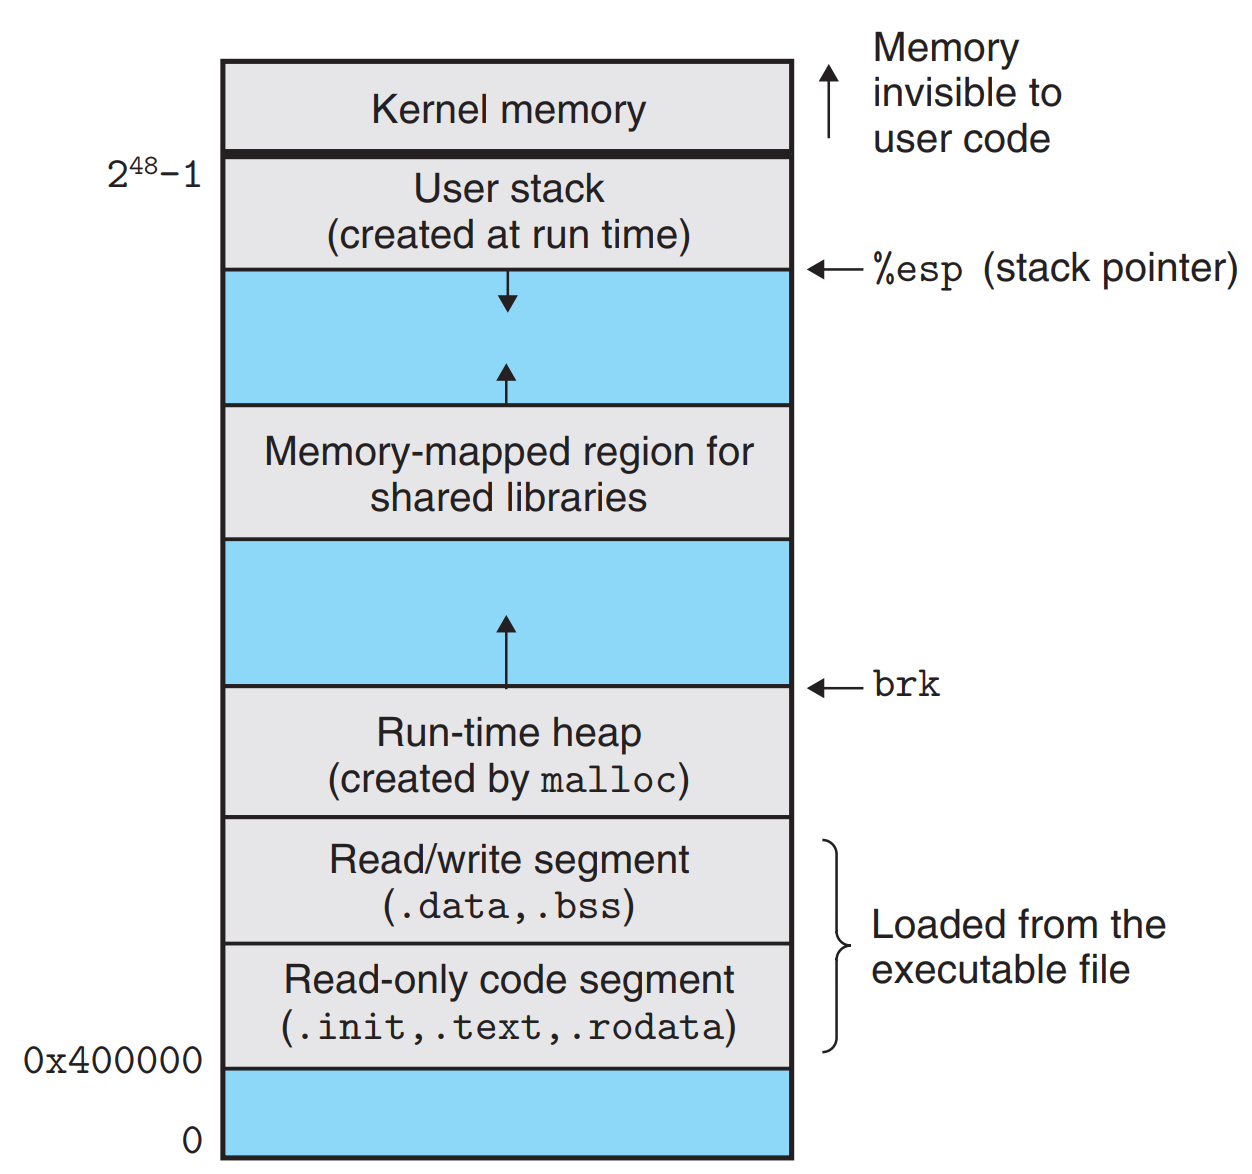 Memory
invisible to
user code
Kernel memory
2⁴⁸-1
User stack
(created at run time)
%esp (stack pointer)
Memory-mapped region for
shared libraries
brk
Run-time heap
(created by malloc)
Read/write segment
(.data,.bss)
Loaded from the
executable file
Read-only code segment
(.init,.text,.rodata)
0x400000
0